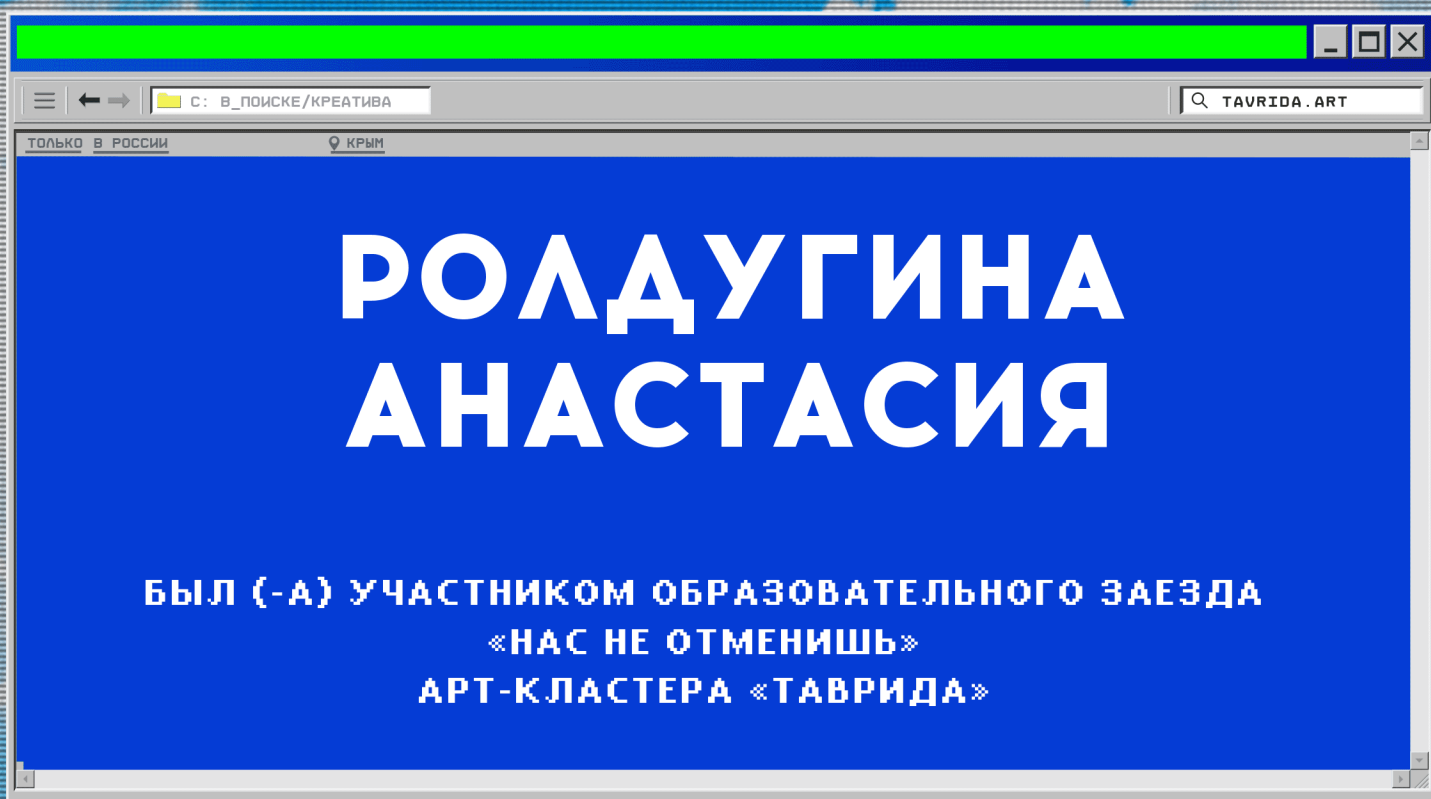 C: В_ПОИСКЕ/КРЕАТИВА
TAVRIDA.ART
ТОЛЬКО В РОССИИ
КРЫМ
РОЛДУГИНА
АНАСТАСИЯ
БЫЛ (-А) УЧАСТНИКОМ ОБРАЗОВАТЕЛЬНОГО ЗАЕЗДА
«НАС НЕ ОТМЕНИШЬ»
АРТ-КЛАСТЕРА «ТАВРИДА»